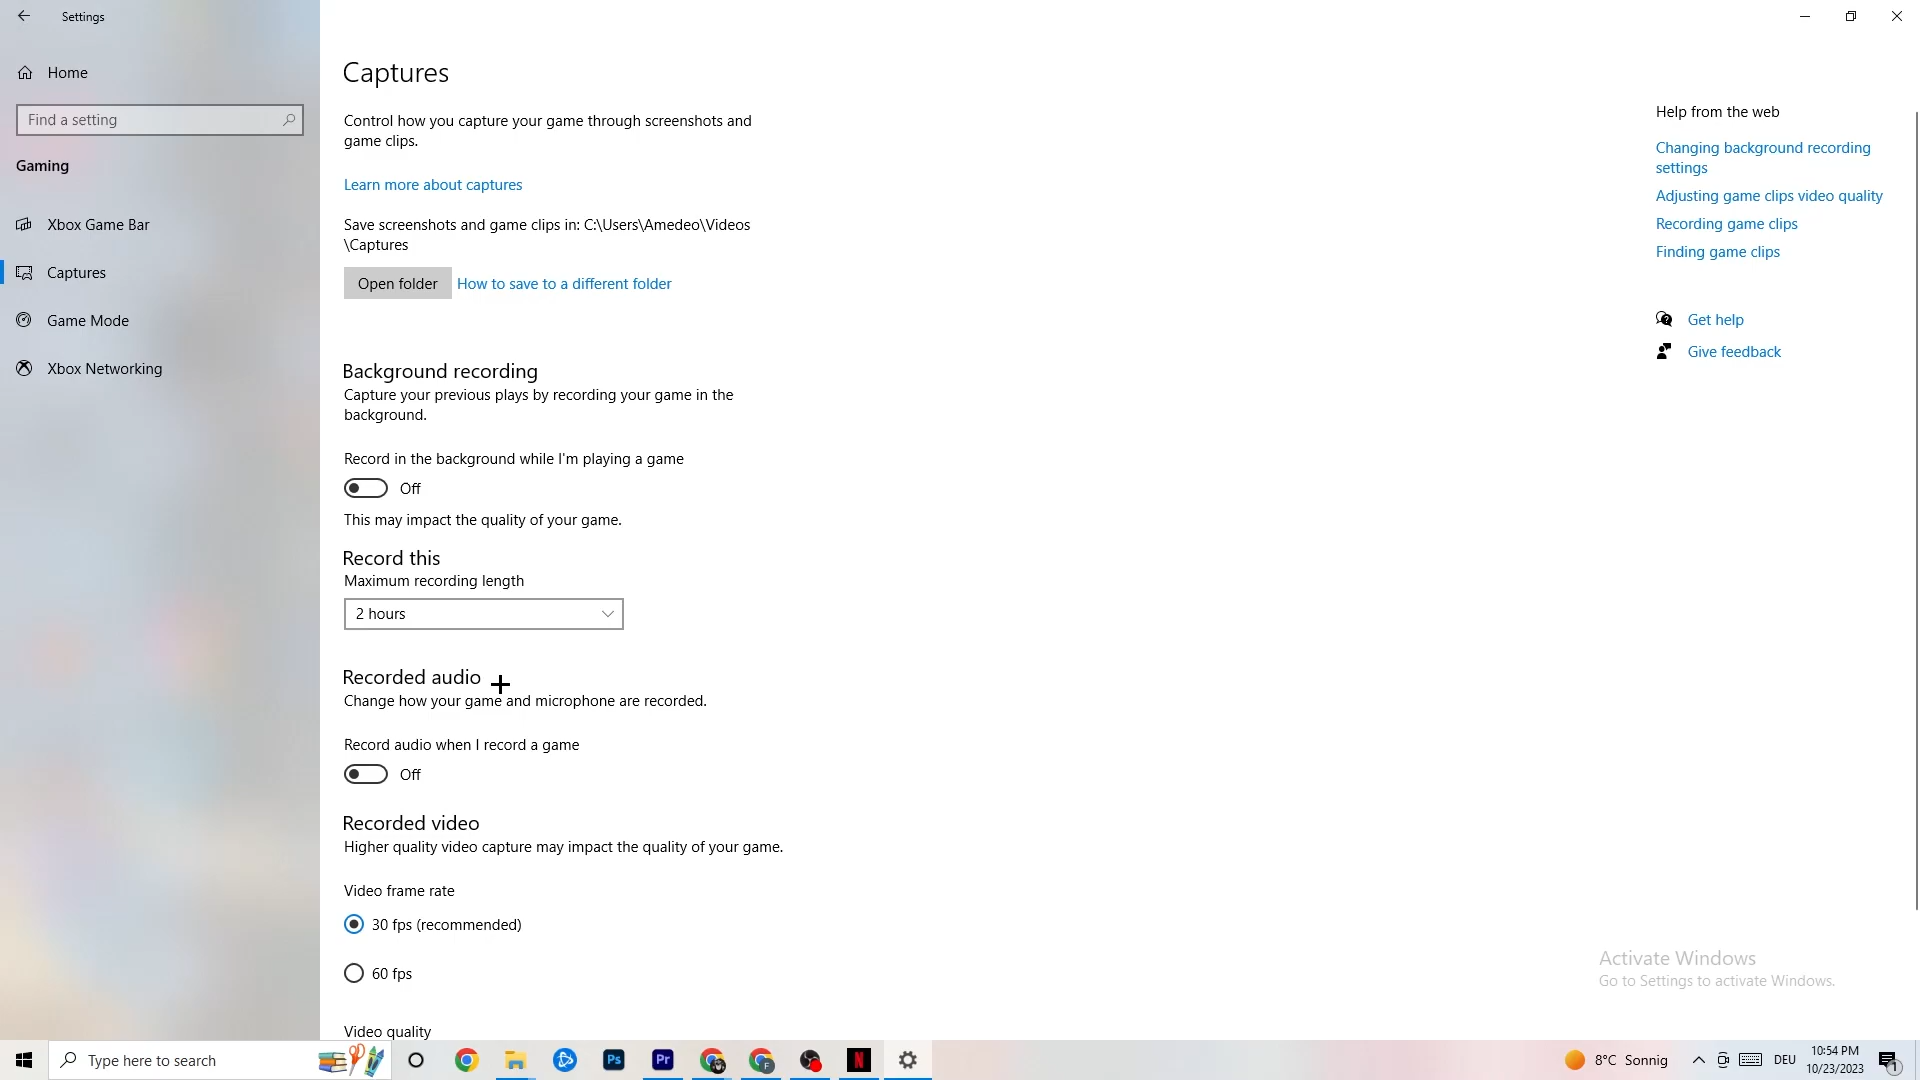 Settings
Home
Find a setting
Gaming
Xbox Game Bar
Captures
Game Mode
Xbox Networking
Captures
Control how you capture your game through screenshots and
game clips.
Learn more about captures
Save screenshots and game clips in: C:\Users\Amedeo\Videos
\Captures
Open folder How to save to a different folder
Background recording
Capture your previous plays by recording your game in the
background.
Record in the background while I'm playing a game
Off
This may impact the quality of your game.
Record this
Maximum recording length
2 hours
Recorded audio
Change how your game and microphone are recorded.
Record audio when I record a game
Off
Recorded video
Higher quality video capture may impact the quality of your game.
Video frame rate
30 fps (recommended)
60 fps
Video quality
Help from the web
Changing background recording
settings
Adjusting game clips video quality
Recording game clips
Finding game clips
Get help
Give feedback
Activate Windows
Go to Settings to activate Windows.
Type here to search
Ps
Pr
F
N
8°C Sonnig
DEU
10:54 PM
10/23/2023
1